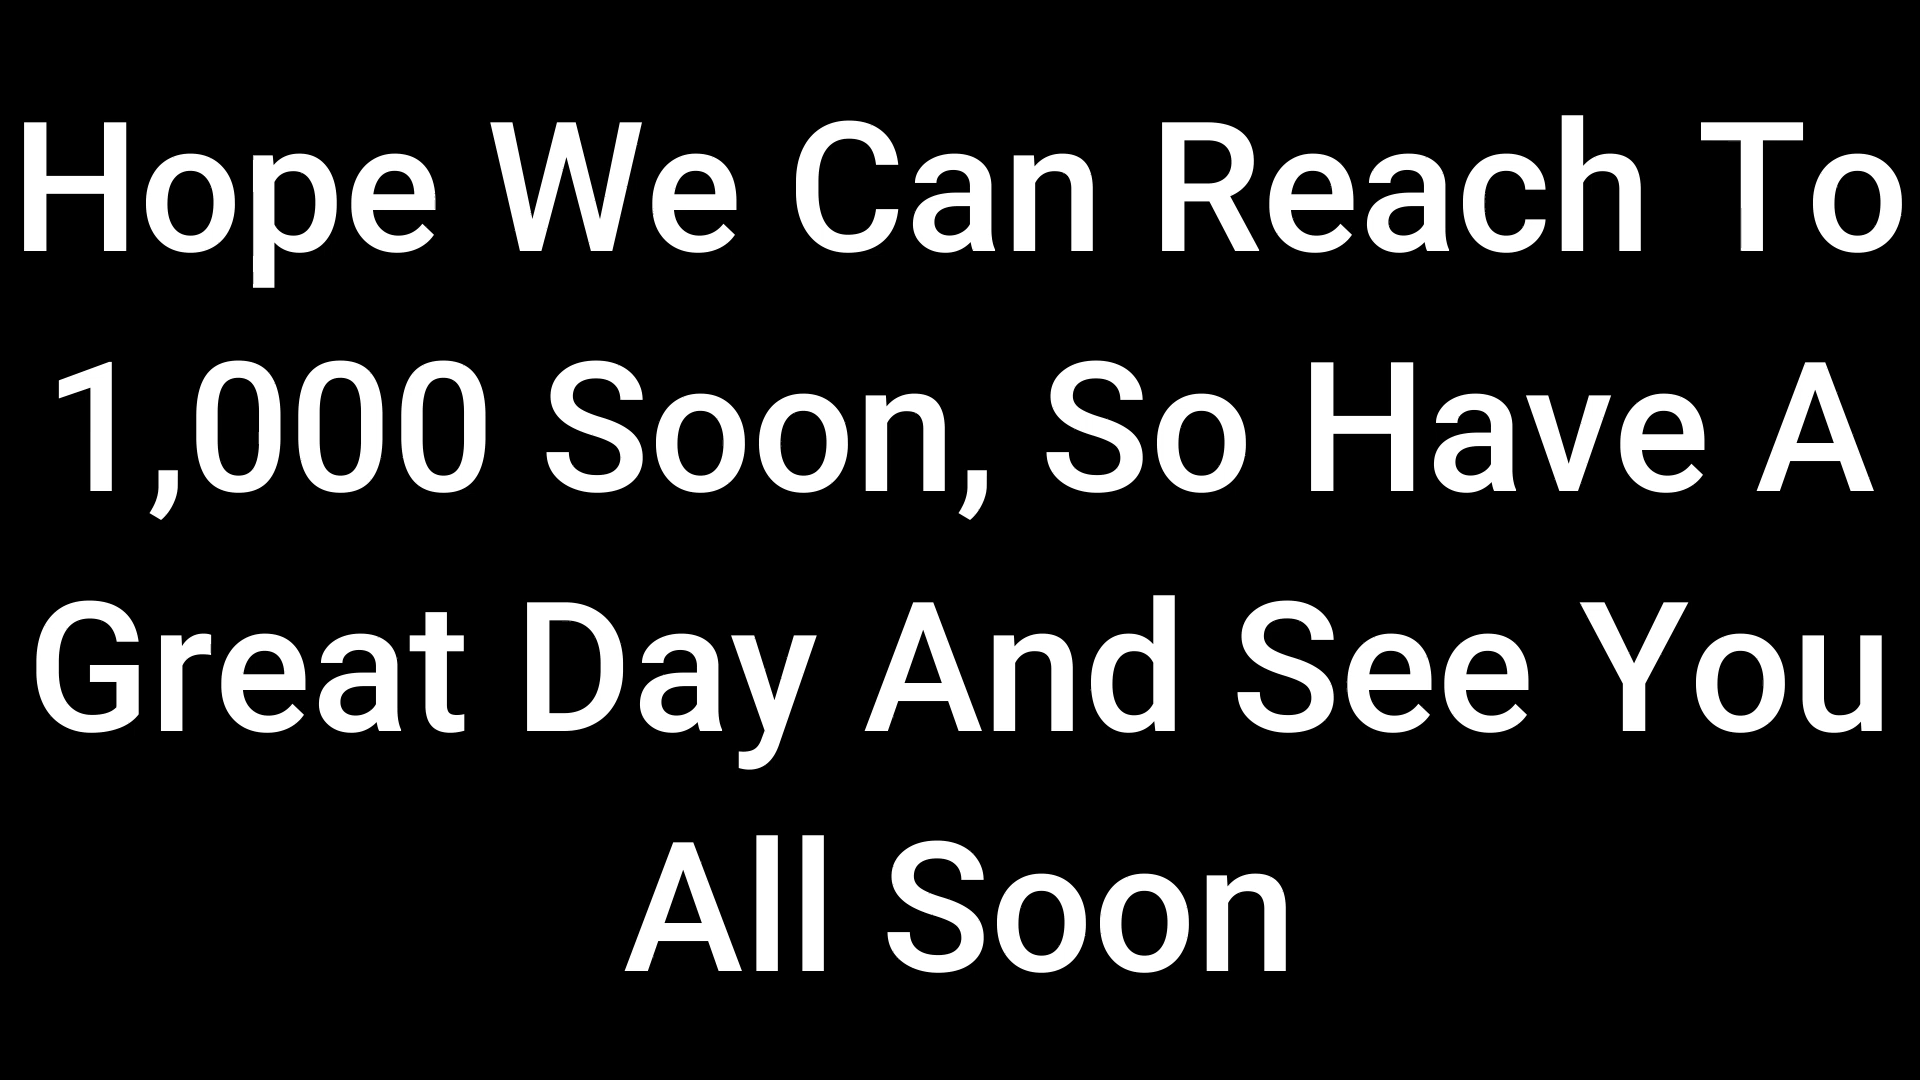 Hope We Can Reach To
1,000 Soon, So Have A
Great Day And See You
All Soon